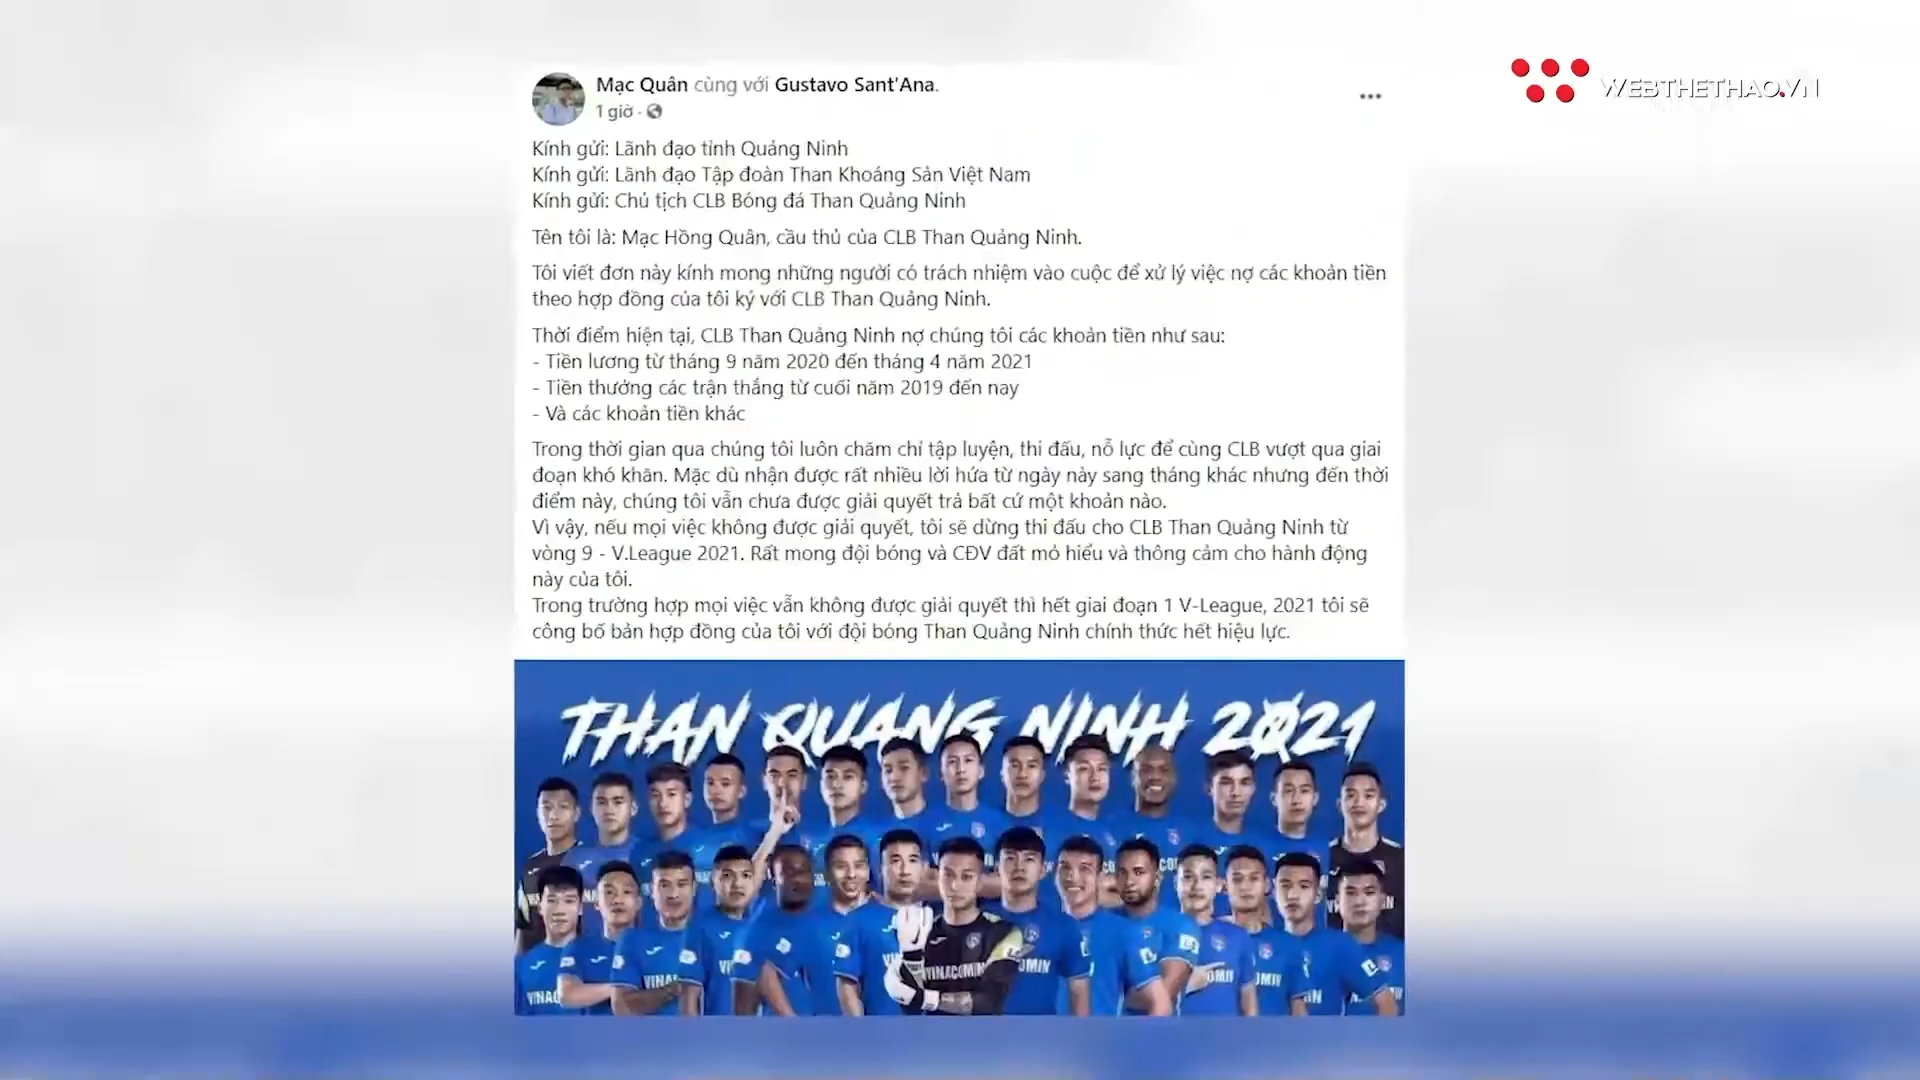 WEBTHETHAO.VN
Mạc Quân cùng với Gustavo Sant'Ana.
1 giờ ·
Kính gửi: Lãnh đạo tỉnh Quảng Ninh
Kính gửi: Lãnh đạo Tập đoàn Than Khoáng Sản Việt Nam
Kính gửi: Chủ tịch CLB Bóng đá Than Quảng Ninh
Tên tôi là: Mạc Hồng Quân, cầu thủ của CLB Than Quảng Ninh.
Tôi viết đơn này kính mong những người có trách nhiệm vào cuộc để xử lý việc nợ các khoản tiền
theo hợp đồng của tôi ký với CLB Than Quảng Ninh.
Thời điểm hiện tại, CLB Than Quảng Ninh nợ chúng tôi các khoản tiền như sau:
- Tiền lương từ tháng 9 năm 2020 đến tháng 4 năm 2021
- Tiền thưởng các trận thắng từ cuối năm 2019 đến nay
- Và các khoản tiền khác
Trong thời gian qua chúng tôi luôn chăm chỉ tập luyện, thi đấu, nỗ lực để cùng CLB vượt qua giai
đoạn khó khăn. Mặc dù nhận được rất nhiều lời hứa từ ngày này sang tháng khác nhưng đến thời
điểm này, chúng tôi vẫn chưa được giải quyết trả bất cứ một khoản nào.
Vì vậy, nếu mọi việc không được giải quyết, tôi sẽ dừng thi đấu cho CLB Than Quảng Ninh từ
vòng 9 - V.League 2021. Rất mong đội bóng và CĐV đất mỏ hiểu và thông cảm cho hành động
này của tôi.
Trong trường hợp mọi việc vẫn không được giải quyết thì hết giai đoạn 1 V-League, 2021 tôi sẽ
công bố bản hợp đồng của tôi với đội bóng Than Quảng Ninh chính thức hết hiệu lực.
THAN QUANG NINH 2021
VINACOMIN